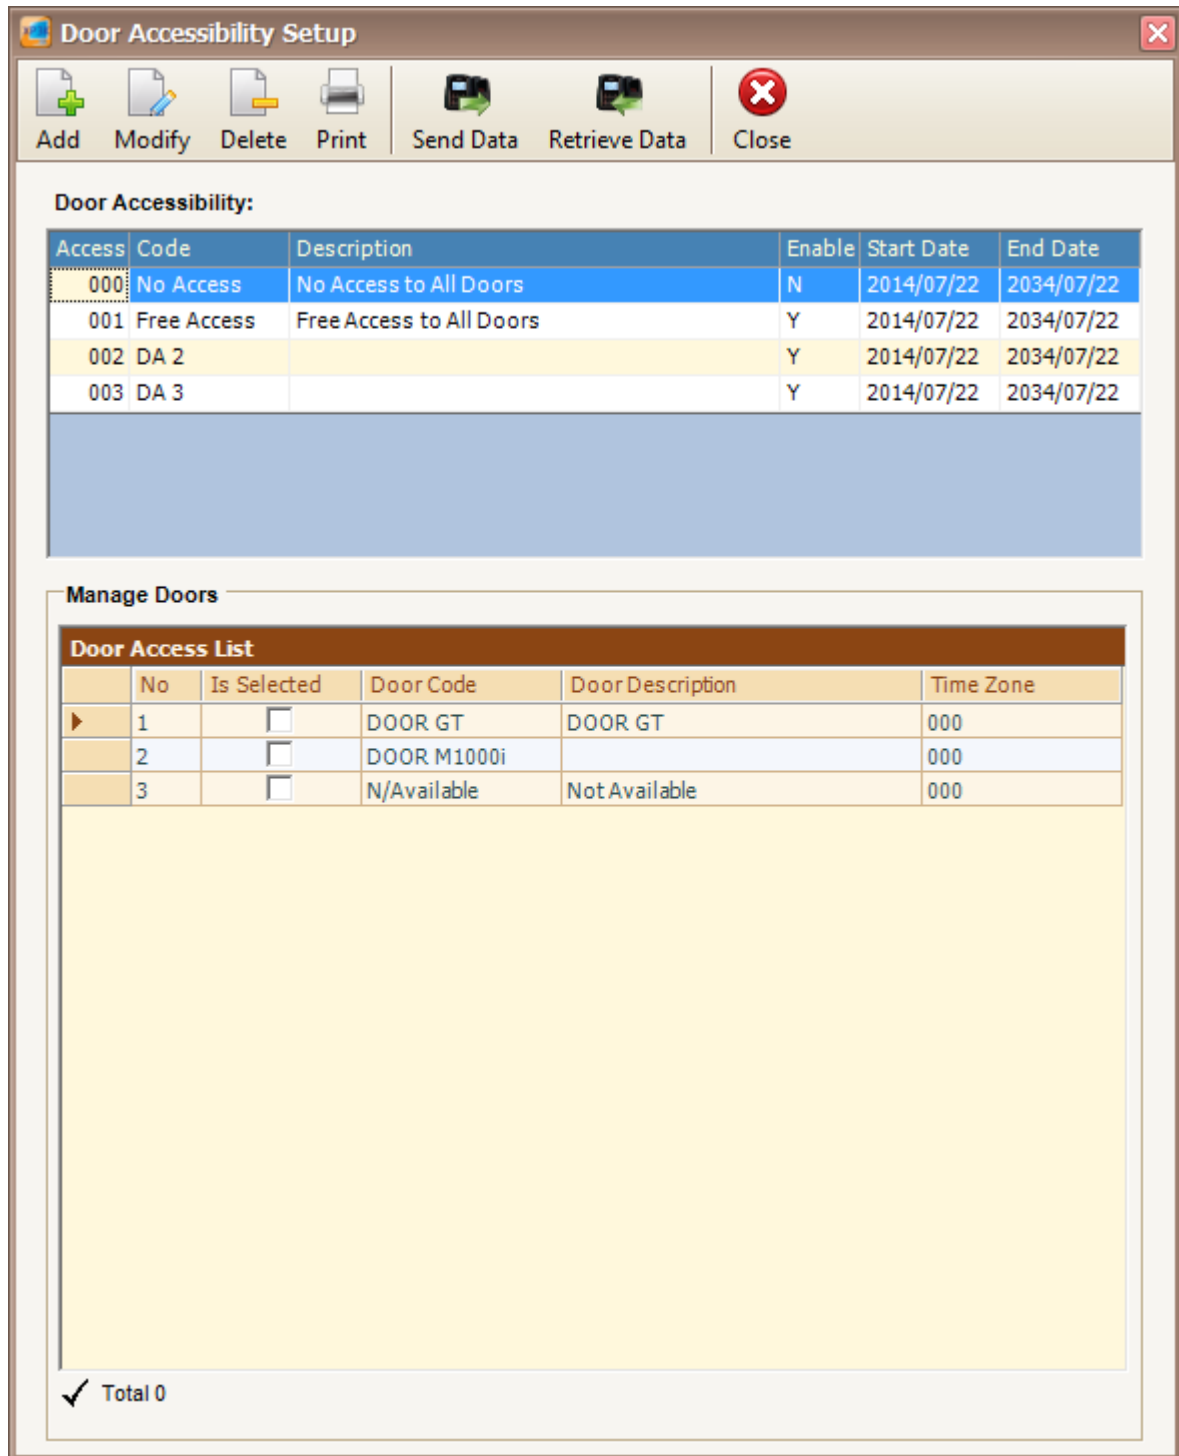 Door Accessibility Setup
Add Modify Delete Print Send Data Retrieve Data Close
Door Accessibility:
Access Code Description Enable Start Date End Date
000 No Access No Access to All Doors N 2014/07/22 2034/07/22
001 Free Access Free Access to All Doors Y 2014/07/22 2034/07/22
002 DA 2 Y 2014/07/22 2034/07/22
003 DA 3 Y 2014/07/22 2034/07/22
Manage Doors
Door Access List
No Is Selected Door Code Door Description Time Zone
1 DOOR GT DOOR GT 000
2 DOOR M1000i 000
3 N/Available Not Available 000
Total 0